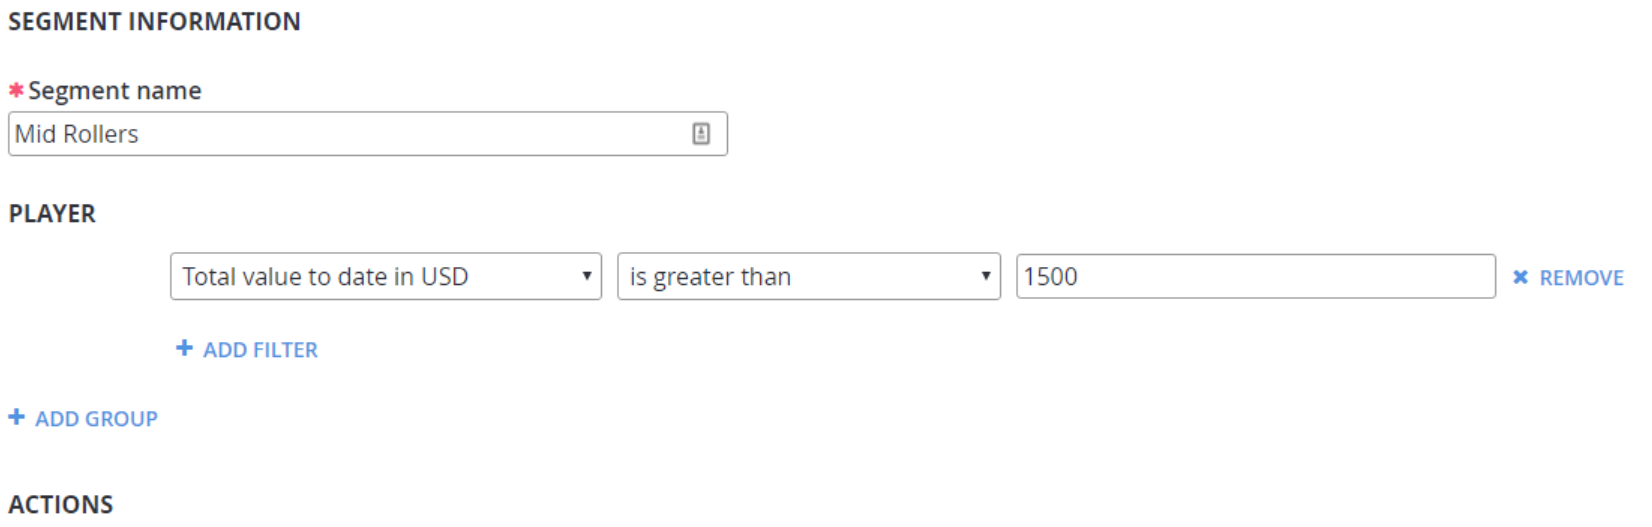 SEGMENT INFORMATION
* Segment name
Mid Rollers
PLAYER
Total value to date in USD is greater than 1500 REMOVE
+ ADD FILTER
+ ADD GROUP
ACTIONS